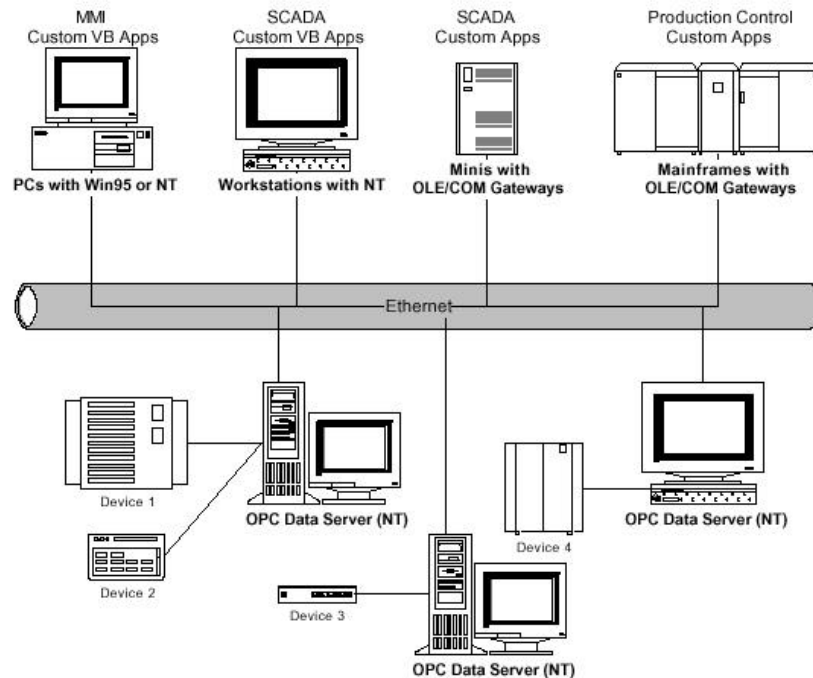 MMI
Custom VB Apps
SCADA
Custom VB Apps
SCADA
Custom Apps
Production Control
Custom Apps
PCs with Win95 or NT
Workstations with NT
Minis with
OLE/COM Gateways
Mainframes with
OLE/COM Gateways
Ethernet
Device 1
OPC Data Server (NT)
Device 2
Device 4
OPC Data Server (NT)
Device 3
OPC Data Server (NT)